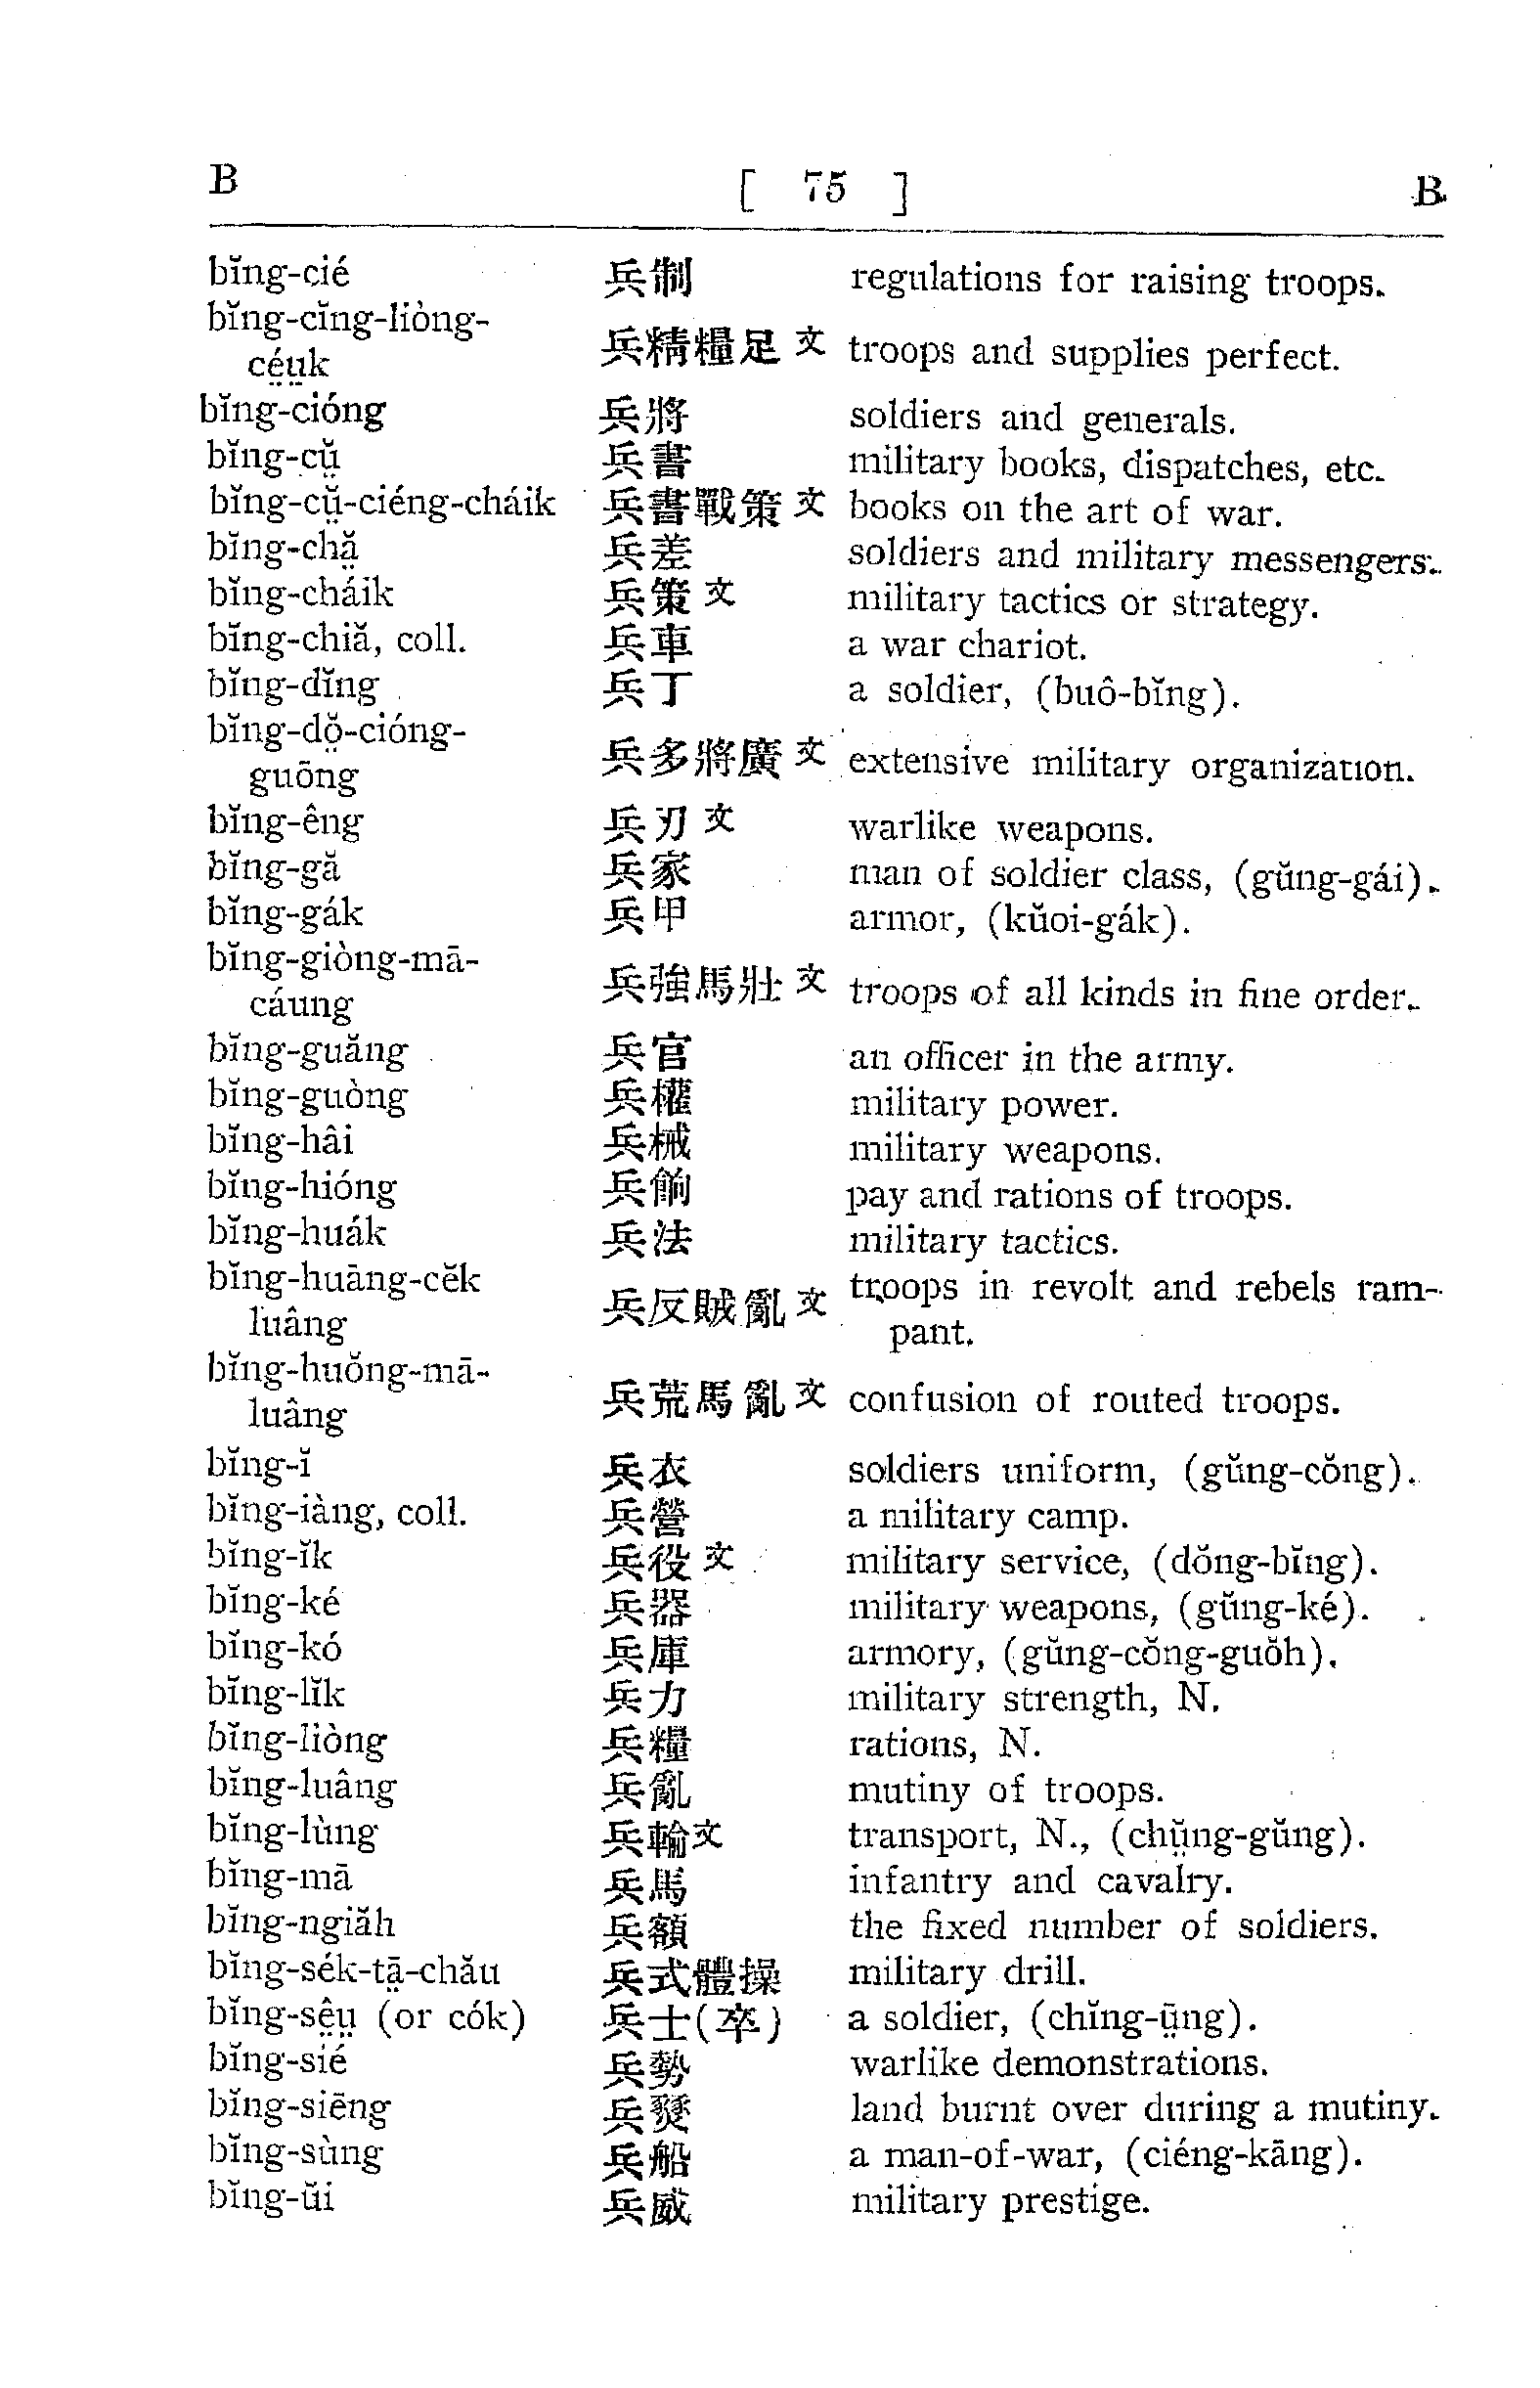 B [ 75 ] B
bĭng-cié 兵制 regulations for raising troops.
bĭng-cĭng-liòng-
cé̤ṳk 兵精糧足 文 troops and supplies perfect.
bĭng-cióng 兵將 soldiers and generals.
bĭng-cṳ̆ 兵書 military books, dispatches, etc.
bĭng-cṳ̆-ciéng-cháik 兵書戰策 文 books on the art of war.
bĭng-chă̤ 兵差 soldiers and military messengers.
bĭng-cháik 兵策 文 military tactics or strategy.
bĭng-chiă, coll. 兵車 a war chariot.
bĭng-dĭng 兵丁 a soldier, (buô-bĭng).
bĭng-dŏ̤-cióng-
guōng 兵多將廣 文 extensive military organization.
bĭng-êng 兵刃 文 warlike weapons.
bĭng-gă 兵家 man of soldier class, (gŭng-gái).
bĭng-gák 兵甲 armor, (kŭoi-gák).
bĭng-giòng-mā-
cáung 兵強馬壯 文 troops of all kinds in fine order.
bĭng-guăng 兵官 an officer in the army.
bĭng-guòng 兵權 military power.
bĭng-hâi 兵械 military weapons.
bĭng-hióng 兵餉 pay and rations of troops.
bĭng-huák 兵法 military tactics.
bĭng-huāng-cĕk
luâng 兵反賊亂 文 troops in revolt and rebels ram-
pant.
bĭng-huŏng-mā-
luâng 兵荒馬亂 文 confusion of routed troops.
bĭng-ĭ 兵衣 soldiers uniform, (gŭng-cŏng).
bĭng-iàng, coll. 兵營 a military camp.
bĭng-ĭk 兵役 文 military service, (dŏng-bĭng).
bĭng-ké 兵器 military weapons, (gŭng-ké).
bĭng-kó 兵庫 armory, (gŭng-cŏng-guŏh).
bĭng-lĭk 兵力 military strength, N.
bĭng-liòng 兵糧 rations, N.
bĭng-luâng 兵亂 mutiny of troops.
bĭng-lùng 兵輪文 transport, N., (chṳ̆ng-gŭng).
bĭng-mā 兵馬 infantry and cavalry.
bĭng-ngiăh 兵額 the fixed number of soldiers.
bĭng-sék-tā̤-chău 兵式體操 military drill.
bĭng-sê̤ṳ (or cók) 兵士(卒) a soldier, (chĭng-ṳ̄ng).
bĭng-sié 兵勢 warlike demonstrations.
bĭng-siēng 兵燹 land burnt over during a mutiny.
bĭng-sùng 兵船 a man-of-war, (ciéng-kāng).
bĭng-ŭi 兵威 military prestige.